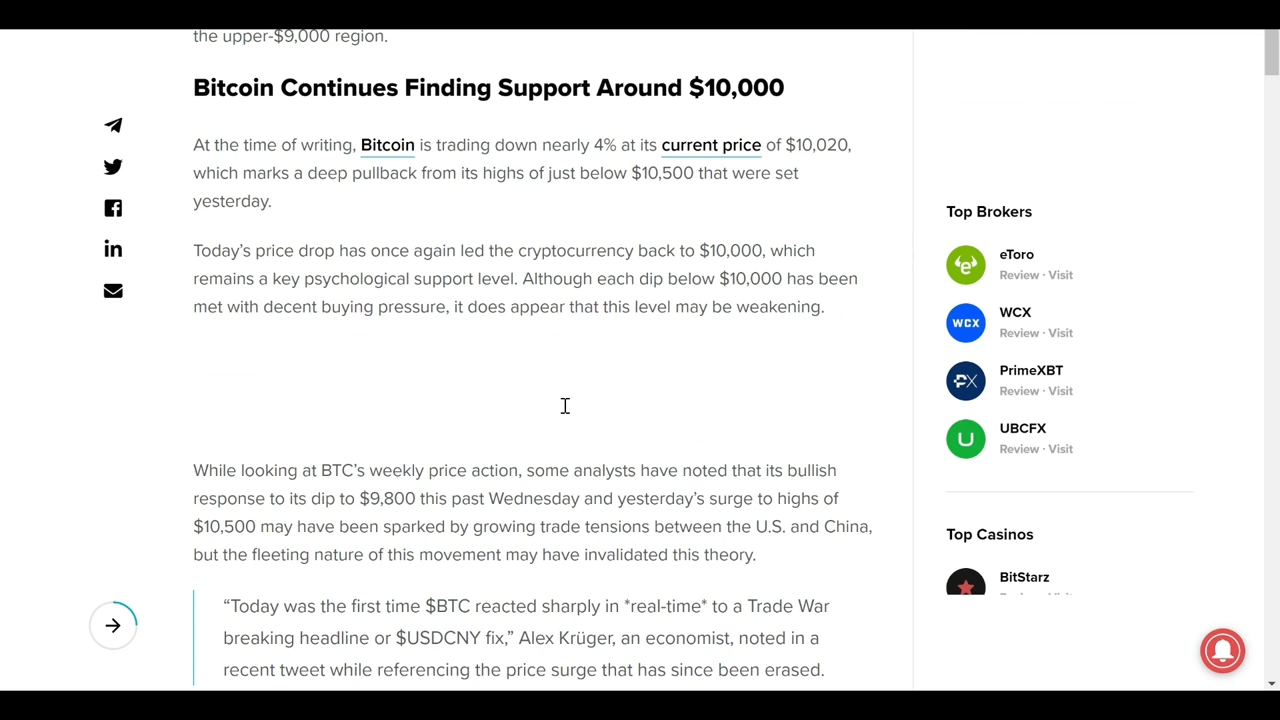 the upper-$9,000 region.
Bitcoin Continues Finding Support Around $10,000
At the time of writing, Bitcoin is trading down nearly 4% at its current price of $10,020,
which marks a deep pullback from its highs of just below $10,500 that were set
yesterday.
Today’s price drop has once again led the cryptocurrency back to $10,000, which
remains a key psychological support level. Although each dip below $10,000 has been
met with decent buying pressure, it does appear that this level may be weakening.
While looking at BTC’s weekly price action, some analysts have noted that its bullish
response to its dip to $9,800 this past Wednesday and yesterday’s surge to highs of
$10,500 may have been sparked by growing trade tensions between the U.S. and China,
but the fleeting nature of this movement may have invalidated this theory.
“Today was the first time $BTC reacted sharply in *real-time* to a Trade War
breaking headline or $USDCNY fix,” Alex Krüger, an economist, noted in a
recent tweet while referencing the price surge that has since been erased.
Top Brokers
eToro
Review · Visit
WCX
WCX
Review · Visit
PrimeXBT
Review · Visit
UBCFX
Review · Visit
Top Casinos
BitStarz